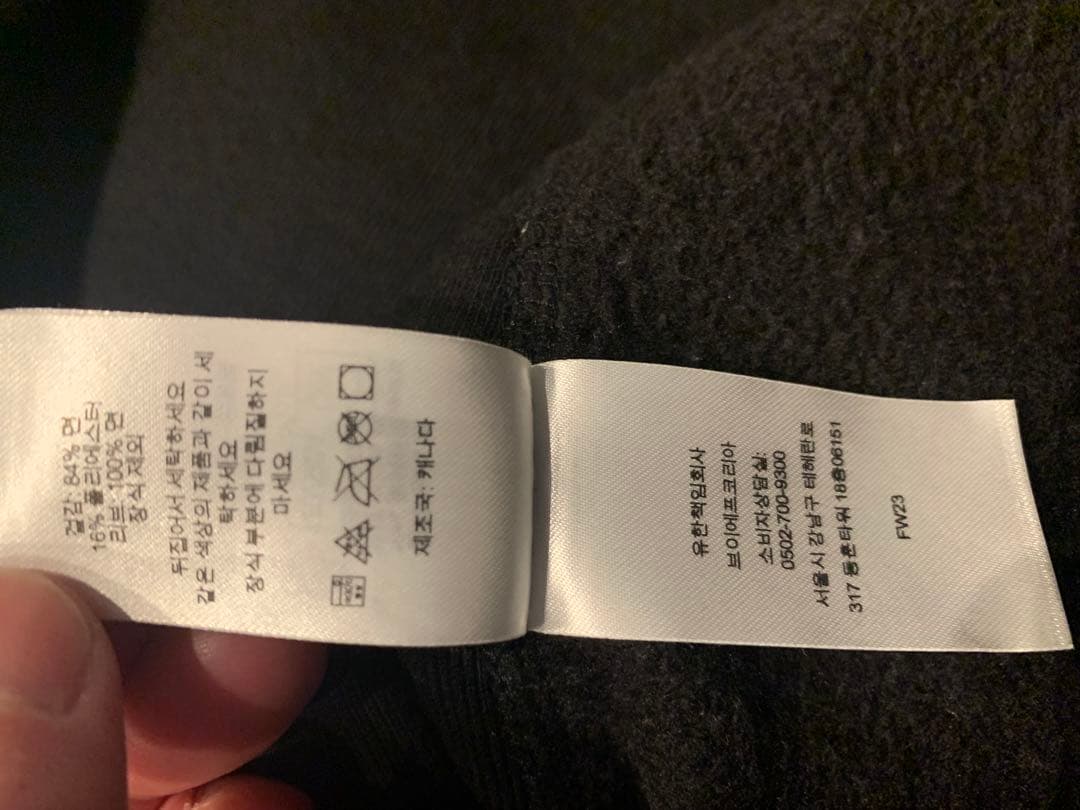 겉감: 84% 면
16% 폴리에스터
리브: 100% 면
장식 제외
뒤집어서 세탁하세요
같은 색상의 제품과 같이 세
탁하세요
장식 부분에 다림질하지
마세요
제조국: 캐나다
유한책임회사
브이에프코리아
소비자상담실:
0502-700-9300
서울시 강남구 테헤란로
317 동훈타워 18층06151
FW23